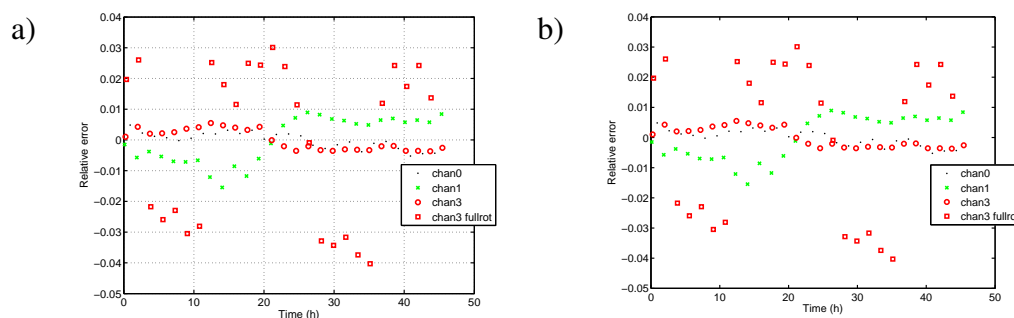 a)
0.04
0.03
0.02
0.01
0
−0.01
−0.02
−0.03
−0.04
−0.05
Relative error
0
10
20
30
40
50
Time (h)
chan0
chan1
chan3
chan3 fullrot
b)
0.04
0.03
0.02
0.01
0
−0.01
−0.02
−0.03
−0.04
−0.05
Relative error
0
10
20
30
40
50
Time (h)
chan0
chan1
chan3
chan3 fullro